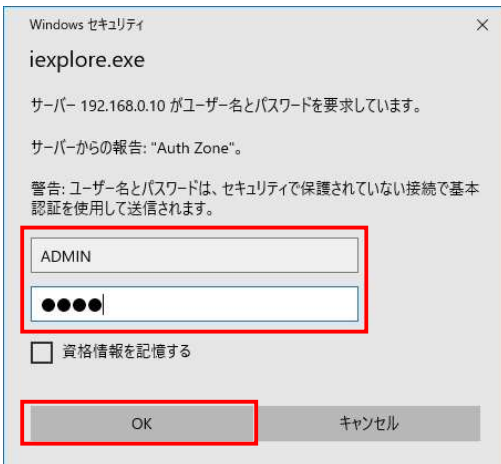 Windows セキュリティ
iexplore.exe
サーバー 192.168.0.10 がユーザー名とパスワードを要求しています。
サーバーからの報告: "Auth Zone"。
警告: ユーザー名とパスワードは、セキュリティで保護されていない接続で基本
認証を使用して送信されます。
ADMIN
●●●●
資格情報を記憶する
OK キャンセル